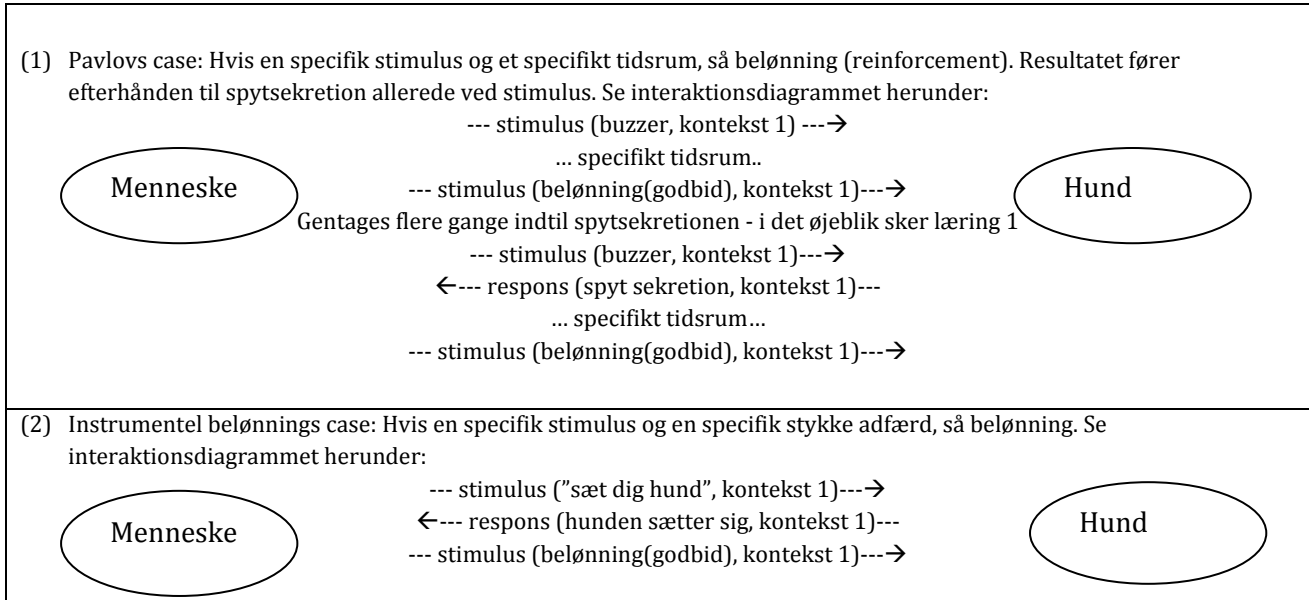 (1) Pavlovs case: Hvis en specifik stimulus og et specifikt tidsrum, så belønning (reinforcement). Resultatet fører
efterhånden til spytsekretion allerede ved stimulus. Se interaktionsdiagrammet herunder:
--- stimulus (buzzer, kontekst 1) ---→
… specifikt tidsrum..
Menneske
--- stimulus (belønning(godbid), kontekst 1)---→
Hund
Gentages flere gange indtil spytsekretionen - i det øjeblik sker læring 1
--- stimulus (buzzer, kontekst 1)---→
←--- respons (spyt sekretion, kontekst 1)---
… specifikt tidsrum…
--- stimulus (belønning(godbid), kontekst 1)---→
(2) Instrumentel belønnings case: Hvis en specifik stimulus og en specifik stykke adfærd, så belønning. Se
interaktionsdiagrammet herunder:
--- stimulus (”sæt dig hund”, kontekst 1)---→
Menneske
←--- respons (hunden sætter sig, kontekst 1)---
Hund
--- stimulus (belønning(godbid), kontekst 1)---→